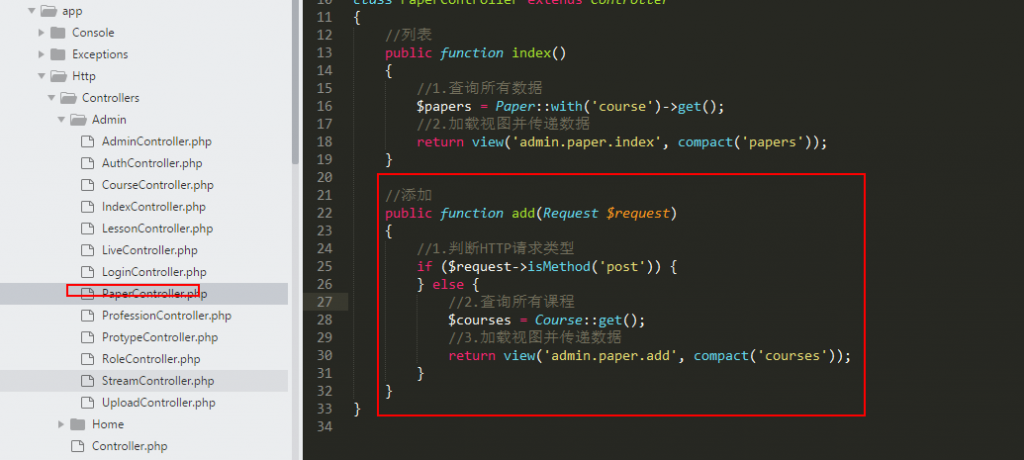 app
Console
Exceptions
Http
Controllers
Admin
AdminController.php
AuthController.php
CourseController.php
IndexController.php
LessonController.php
LiveController.php
LoginController.php
PaperController.php
ProfessionController.php
ProtypeController.php
RoleController.php
StreamController.php
UploadController.php
Home
Controller.php
10 class PaperController extends Controller
11 {
12 //列表
13 public function index()
14 {
15 //1.查询所有数据
16 $papers = Paper::with('course')->get();
17 //2.加载视图并传递数据
18 return view('admin.paper.index', compact('papers'));
19 }
20
21 //添加
22 public function add(Request $request)
23 {
24 //1.判断HTTP请求类型
25 if ($request->isMethod('post')) {
26 } else {
27 //2.查询所有课程
28 $courses = Course::get();
29 //3.加载视图并传递数据
30 return view('admin.paper.add', compact('courses'));
31 }
32 }
33 }
34